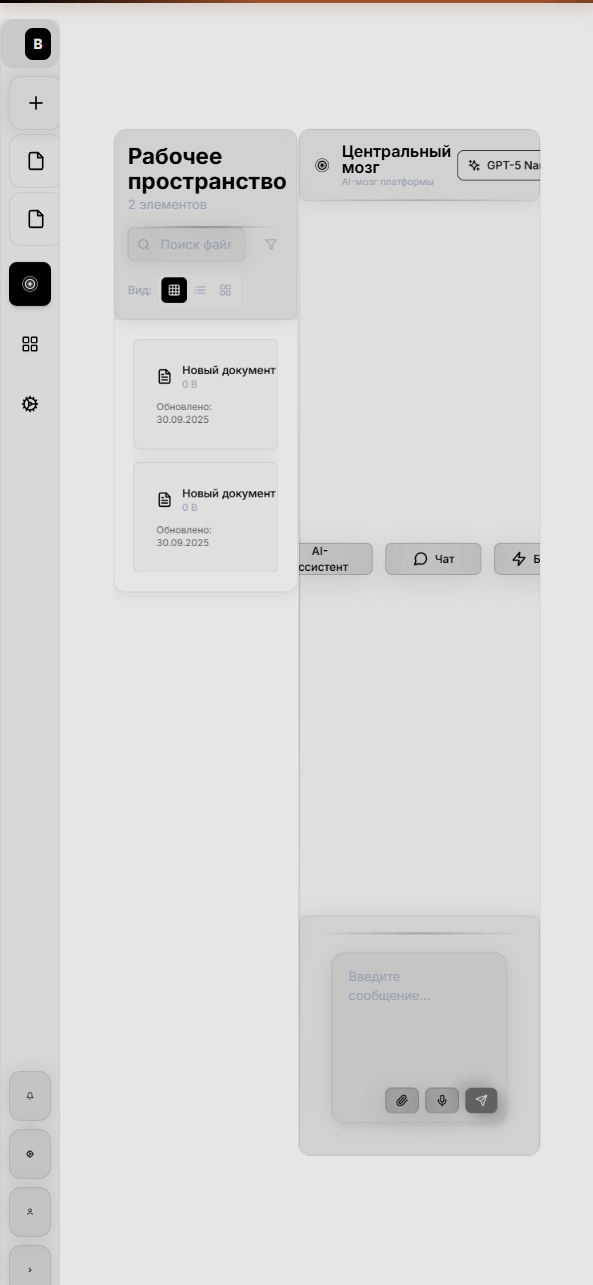 B
Рабочее
пространство
2 элементов
Поиск файл
Вид:
Новый документ
0 B
Обновлено:
30.09.2025
Новый документ
0 B
Обновлено:
30.09.2025
Центральный
мозг
AI-мозг платформы
GPT-5 Na
AI-
ссистент
Чат
Б
Введите
сообщение...